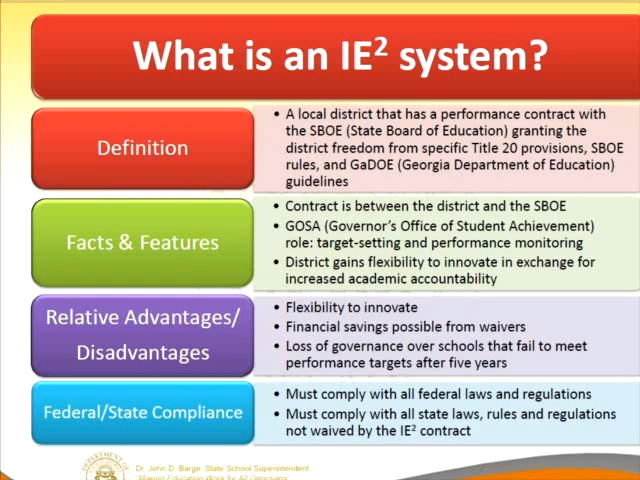 What is an IE² system?
Definition
• A local district that has a performance contract with
the SBOE (State Board of Education) granting the
district freedom from specific Title 20 provisions, SBOE
rules, and GaDOE (Georgia Department of Education)
guidelines
Facts & Features
• Contract is between the district and the SBOE
• GOSA (Governor's Office of Student Achievement)
role: target-setting and performance monitoring
• District gains flexibility to innovate in exchange for
increased academic accountability
Relative Advantages/
Disadvantages
• Flexibility to innovate
• Financial savings possible from waivers
• Loss of governance over schools that fail to meet
performance targets after five years
Federal/State Compliance
• Must comply with all federal laws and regulations
• Must comply with all state laws, rules and regulations
not waived by the IE² contract
DEPARTMENT OF
Dr. John D. Barge, State School Superintendent
"Making Education Work for All Georgians"